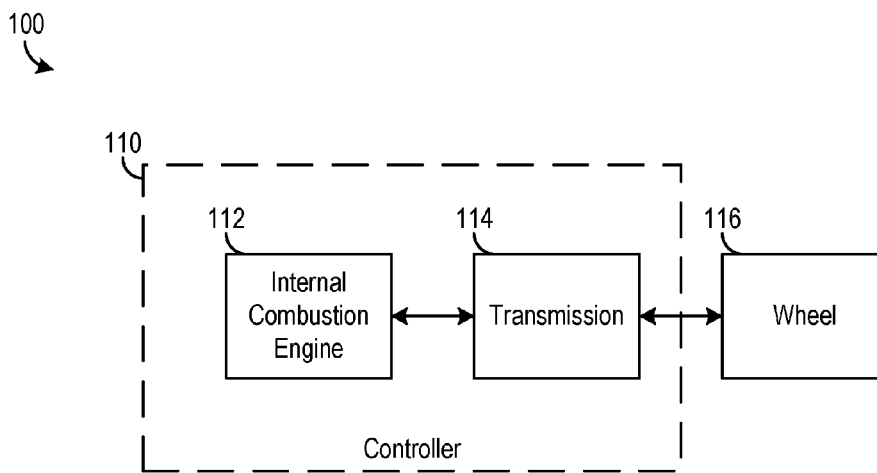 100
110
112
114
116
Internal
Combustion
Engine
Transmission
Wheel
Controller